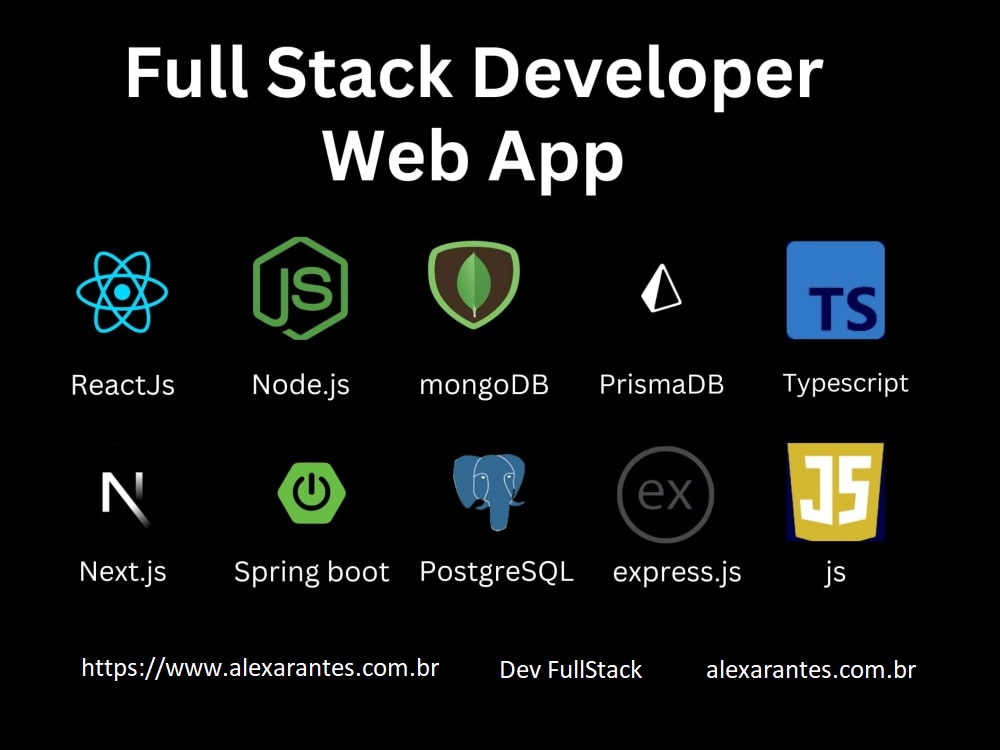 Full Stack Developer
Web App
JS
TS
ReactJs
Node.js
mongoDB
PrismaDB
Typescript
N
ex
JS
Next.js
Spring boot
PostgreSQL
express.js
js
https://www.alexarantes.com.br
Dev FullStack
alexarantes.com.br